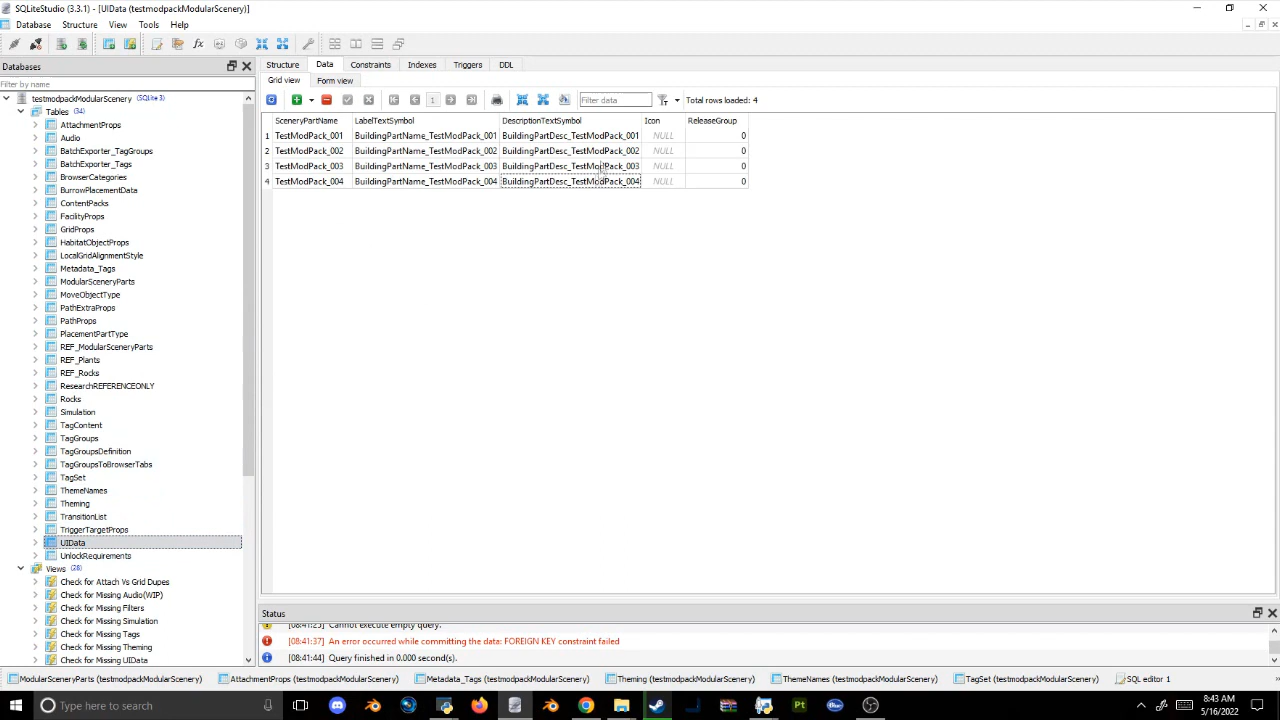 SQLiteStudio (3.3.1) - [UIData (testmodpackModularScenery)]
Database Structure View Tools Help
Databases
Filter by name
testmodpackModularScenery (SQLite 3)
Tables (34)
AttachmentProps
Audio
BatchExporter_TagGroups
BatchExporter_Tags
BrowserCategories
BurrowPlacementData
ContentPacks
FacilityProps
GridProps
HabitatObjectProps
LocalGridAlignmentStyle
Metadata_Tags
ModularSceneryParts
MoveObjectType
PathExtraProps
PathProps
PlacementPartType
REF_ModularSceneryParts
REF_Plants
REF_Rocks
ResearchREFERENCEONLY
Rocks
Simulation
TagContent
TagGroups
TagGroupsDefinition
TagGroupsToBrowserTabs
TagSet
ThemeNames
Theming
TransitionList
TriggerTargetProps
UIData
UnlockRequirements
Views (28)
Check for Attach Vs Grid Dupes
Check for Missing Audio(WIP)
Check for Missing Filters
Check for Missing Simulation
Check for Missing Tags
Check for Missing Theming
Check for Missing UIData
Structure Data Constraints Indexes Triggers DDL
Grid view Form view
1 Filter data Total rows loaded: 4
SceneryPartName LabelTextSymbol DescriptionTextSymbol Icon ReleaseGroup
1 TestModPack_001 BuildingPartName_TestModPack_001 BuildingPartDesc_TestModPack_001 NULL 0
2 TestModPack_002 BuildingPartName_TestModPack_002 BuildingPartDesc_TestModPack_002 NULL 0
3 TestModPack_003 BuildingPartName_TestModPack_003 BuildingPartDesc_TestModPack_003 NULL 0
4 TestModPack_004 BuildingPartName_TestModPack_004 BuildingPartDesc_TestModPack_004 NULL 0
Status
[08:41:25] Cannot execute empty query.
[08:41:37] An error occurred while committing the data: FOREIGN KEY constraint failed
[08:41:44] Query finished in 0.000 second(s).
ModularSceneryParts (testmodpackModularScenery) AttachmentProps (testmodpackModularScenery) Metadata_Tags (testmodpackModularScenery) Theming (testmodpackModularScenery) ThemeNames (testmodpackModularScenery) TagSet (testmodpackModularScenery) SQL editor 1
Type here to search
Pt
8:43 AM
5/16/2022